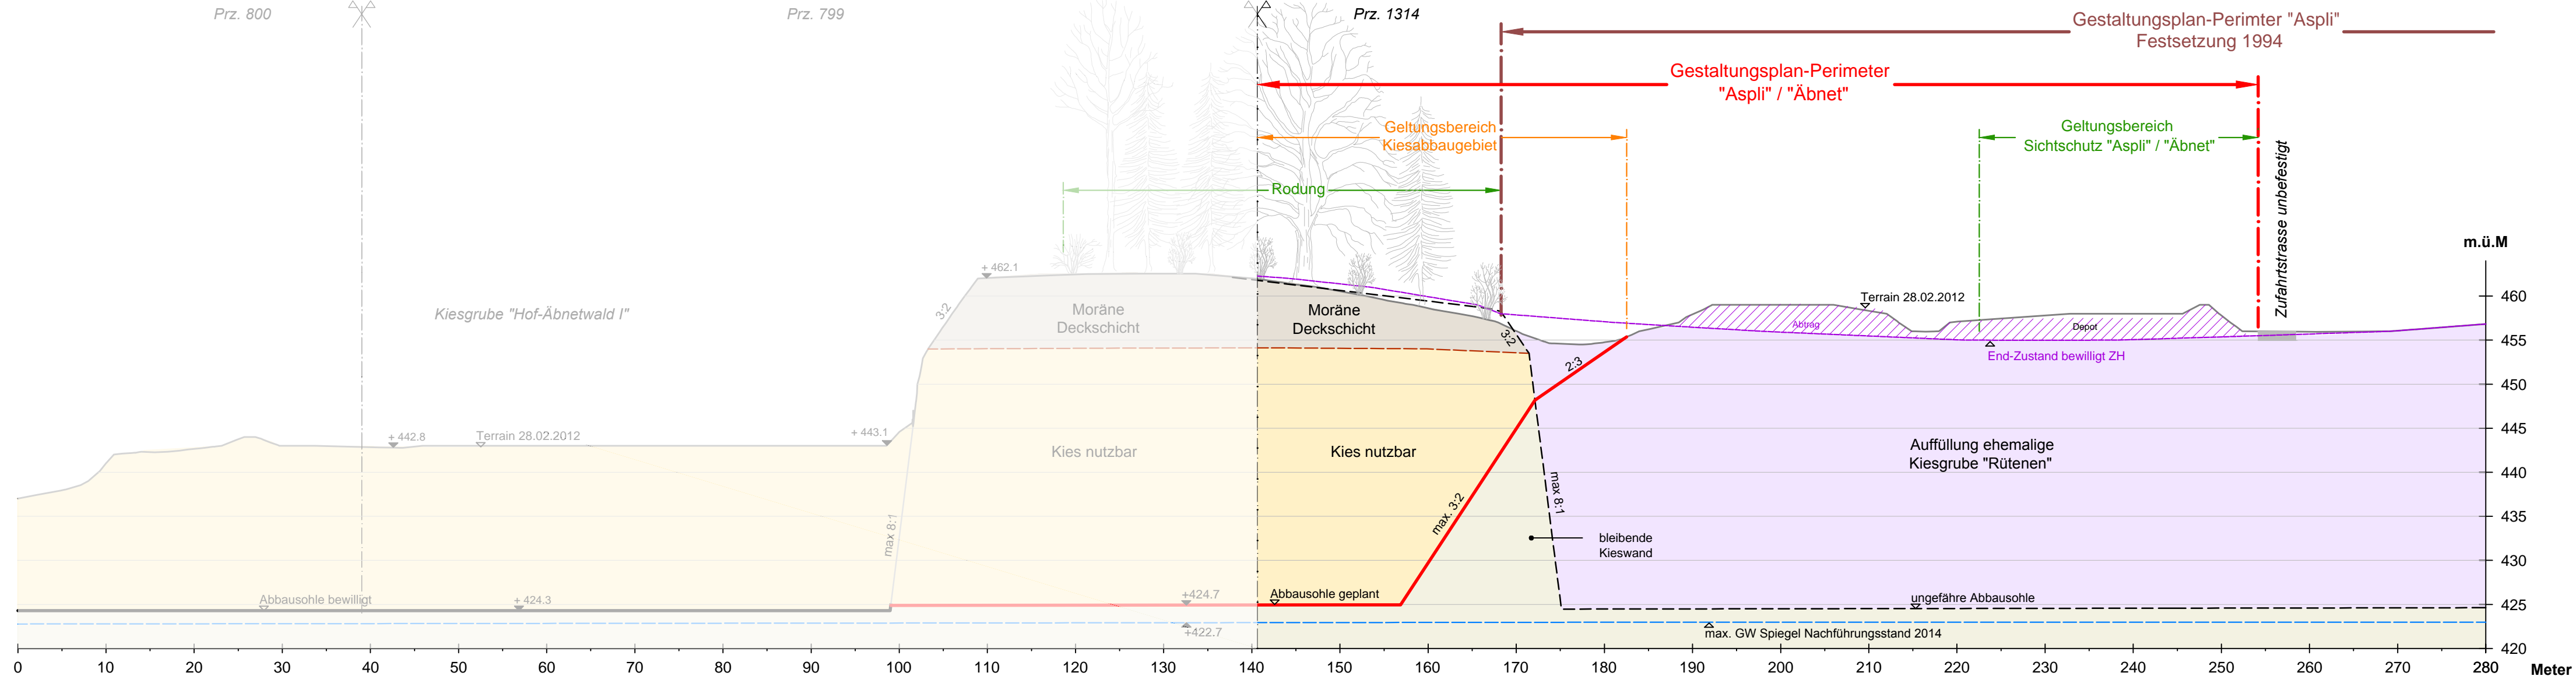 Prz. 800
Prz. 799
Prz. 1314
Gestaltungsplan-Perimter "Aspli"
Festsetzung 1994
Gestaltungsplan-Perimeter
"Aspli" / "Äbnet"
Geltungsbereich
Kiesabbaugebiet
Geltungsbereich
Sichtschutz "Aspli" / "Äbnet"
Rodung
Zufahrtstrasse unbefestigt
m.ü.M
+ 462.1
Kiesgrube "Hof-Äbnetwald I"
3:2
Moräne
Deckschicht
Moräne
Deckschicht
3:2
2:3
Terrain 28.02.2012
Abtrag
Depot
End-Zustand bewilligt ZH
+ 442.8
Terrain 28.02.2012
+ 443.1
Kies nutzbar
Kies nutzbar
Auffüllung ehemalige
Kiesgrube "Rütenen"
max 8:1
max. 3:2
max 8:1
bleibende
Kieswand
Abbausohle bewilligt
+ 424.3
+424.7
Abbausohle geplant
ungefähre Abbausohle
+422.7
max. GW Spiegel Nachführungsstand 2014
460
455
450
445
440
435
430
425
420
0 10 20 30 40 50 60 70 80 90 100 110 120 130 140 150 160 170 180 190 200 210 220 230 240 250 260 270 280 Meter